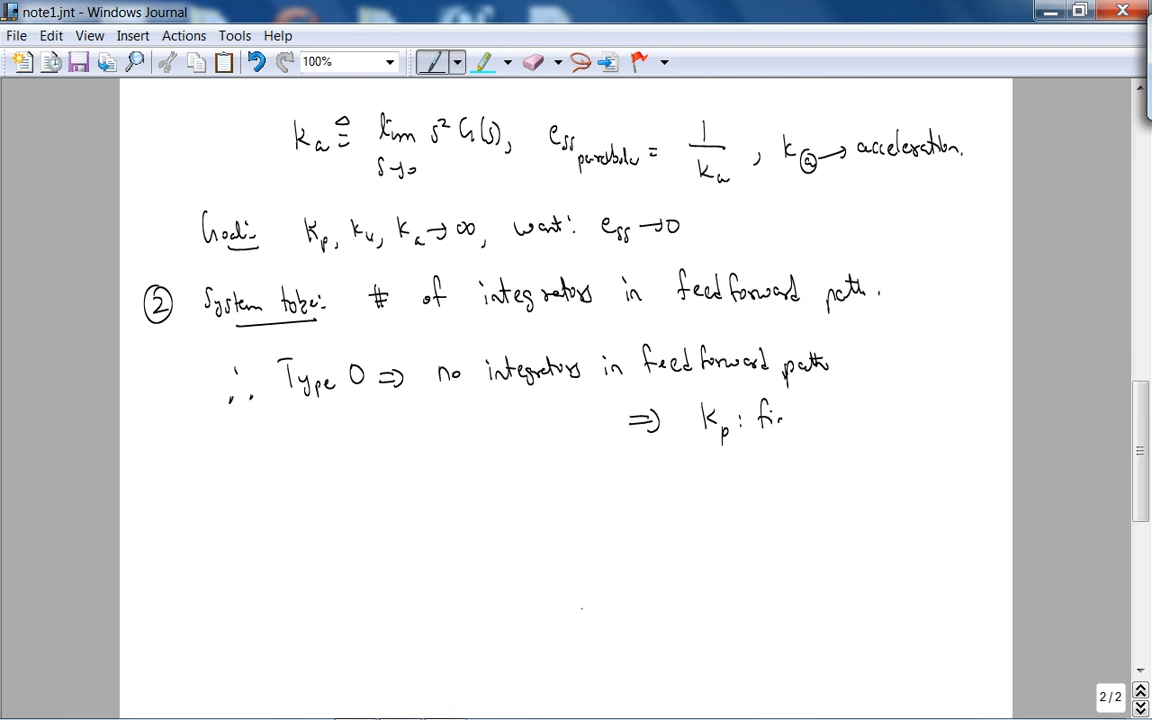 note1.jnt - Windows Journal
File Edit View Insert Actions Tools Help
100%
Ka ≜ lim s→0 s² G(s), ess parabola = 1/Ka, Ka → acceleration.
Goal: Kp, Kv, Ka → ∞, want: ess → 0
② System type: # of integrators in feedforward path.
∴ Type 0 ⇒ no integrators in feedforward path
⇒ Kp: fi
2/2